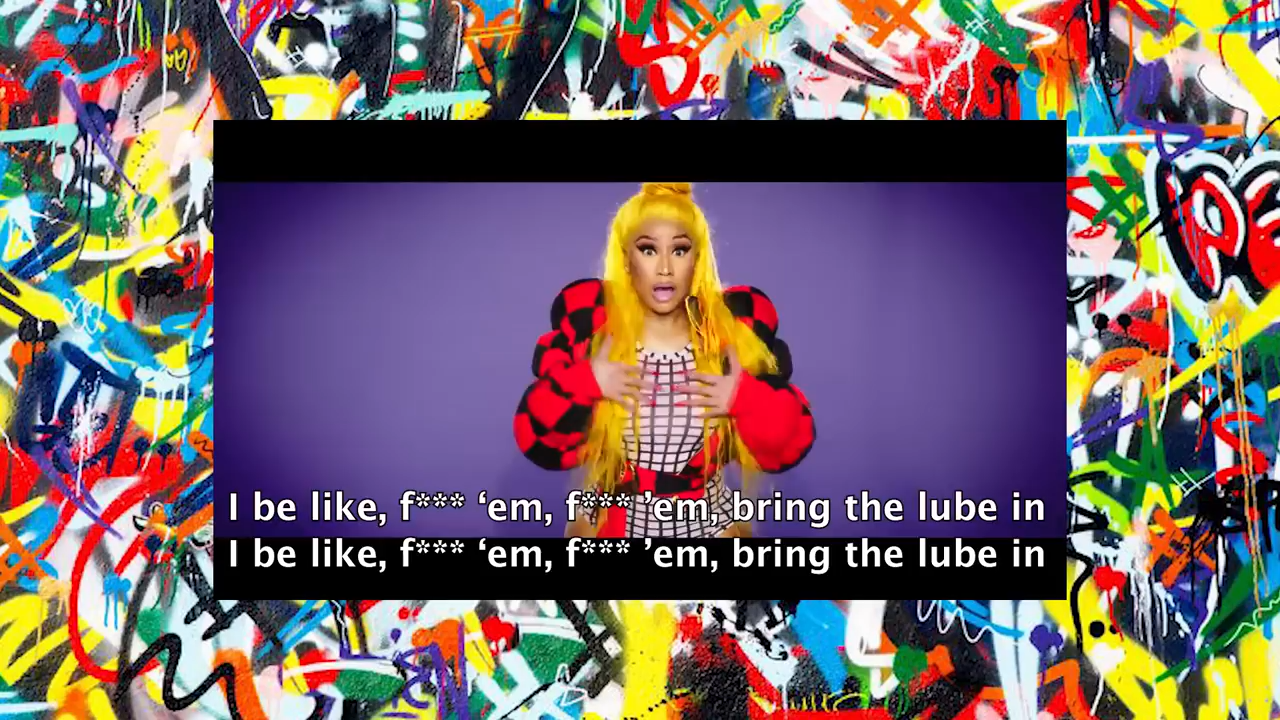 I be like, f*** ‘em, f*** ’em, bring the lube in
I be like, f*** ‘em, f*** ’em, bring the lube in